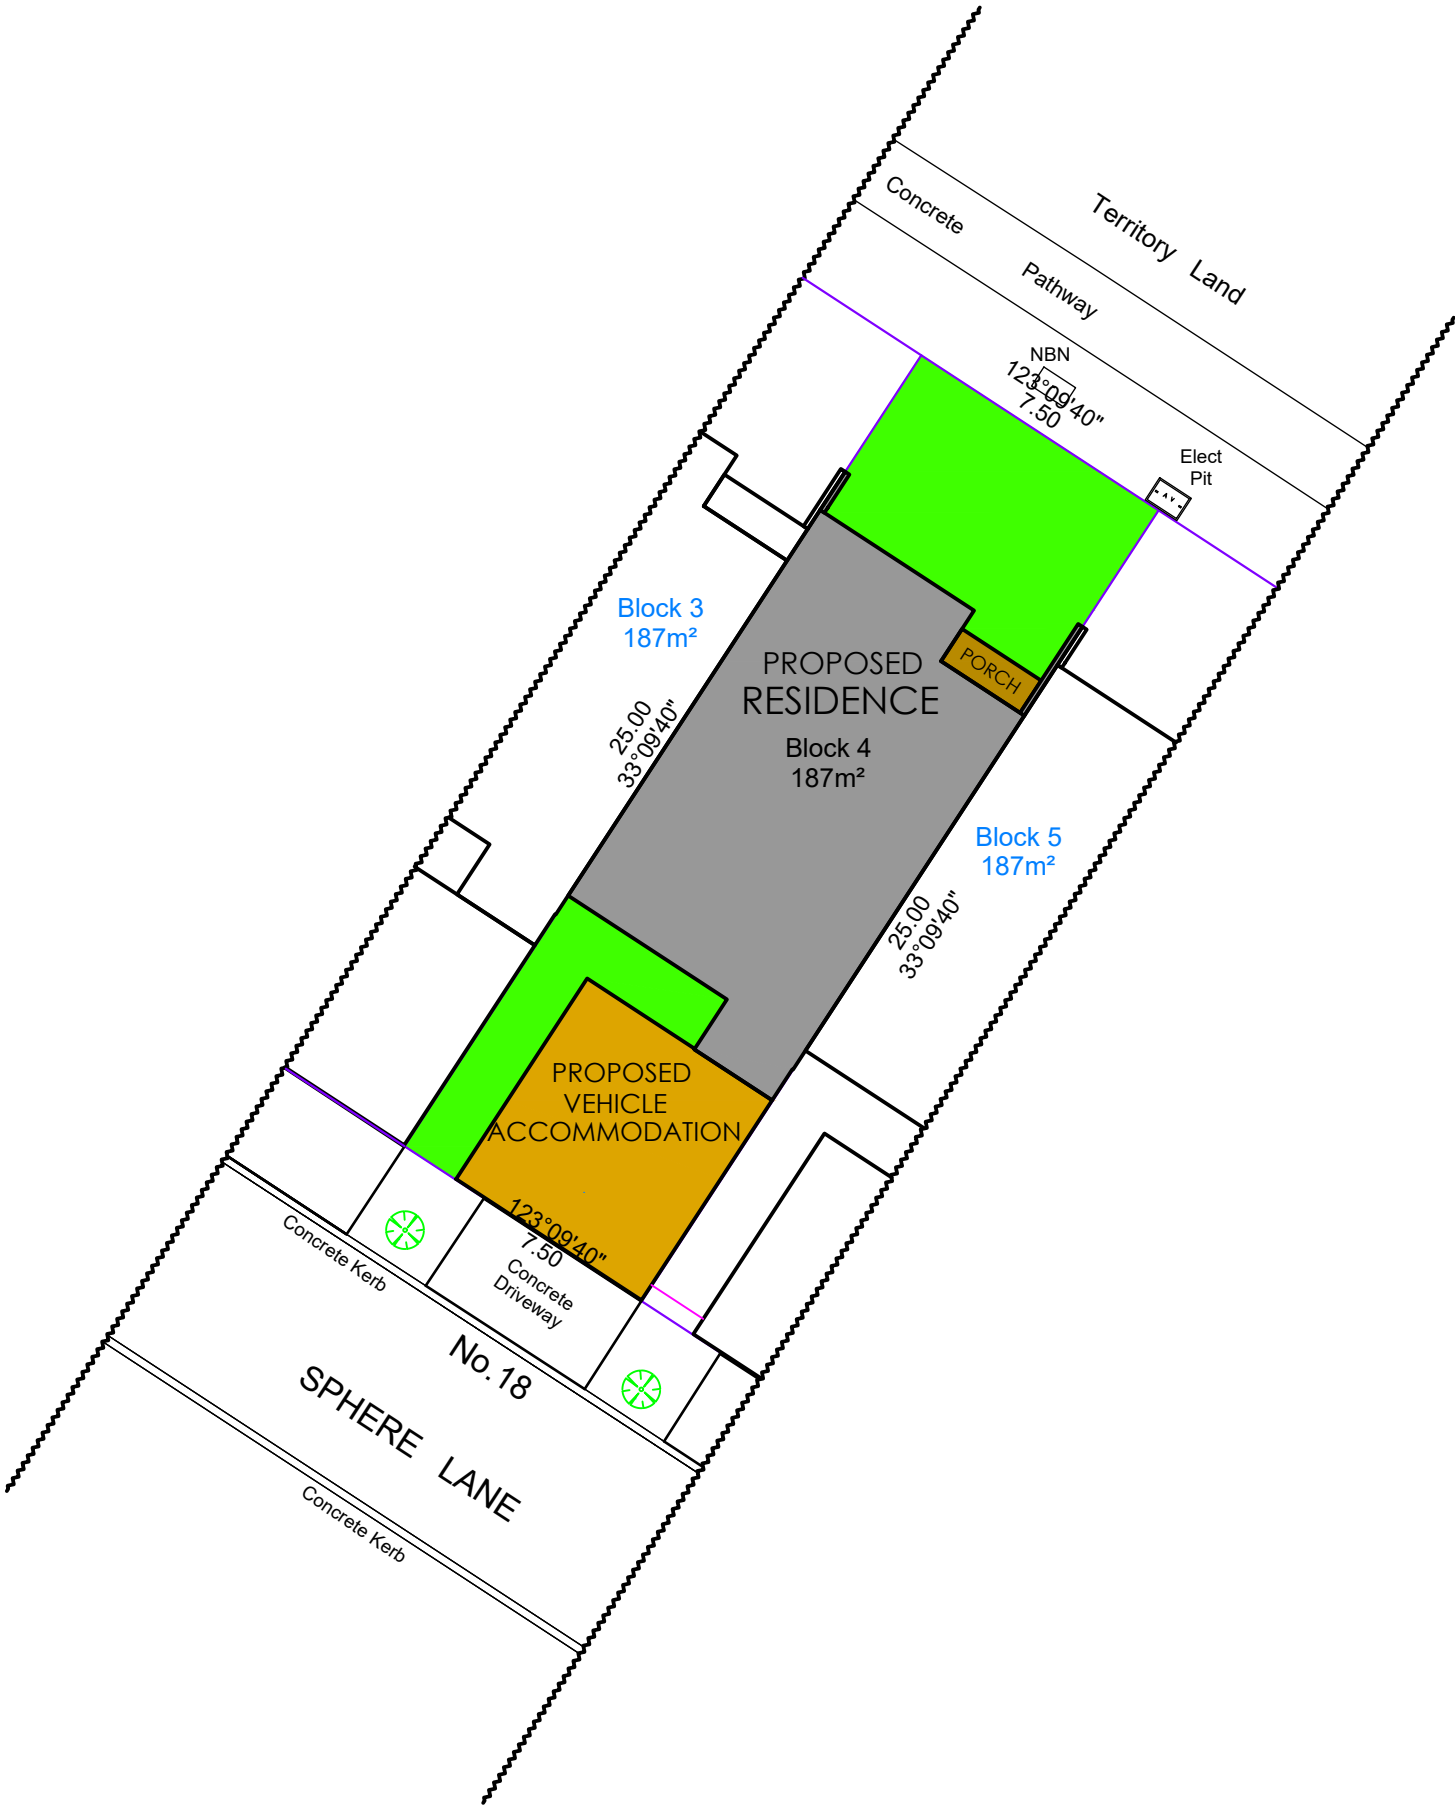 Territory Land
Concrete
Pathway
NBN
123°09'40"
7.50
Elect
Pit
Block 3
187m²
PROPOSED
RESIDENCE
PORCH
Block 4
187m²
25.00
33°09'40"
Block 5
187m²
25.00
33°09'40"
PROPOSED
VEHICLE
ACCOMMODATION
123°09'40"
7.50
Concrete
Driveway
Concrete Kerb
No.18
SPHERE LANE
Concrete Kerb